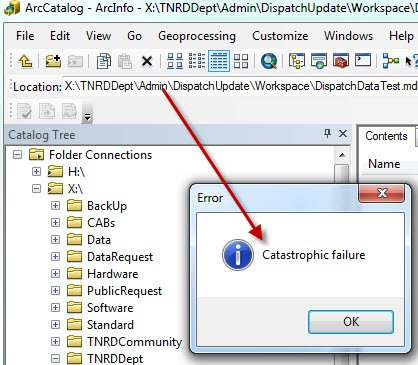 ArcCatalog - ArcInfo - X:\TNRDDept\Admin\DispatchUpdate\Workspace\D
File Edit View Go Geoprocessing Customize Windows H
Location: X:\TNRDDept\Admin\DispatchUpdate\Workspace\DispatchDataTest.md
Catalog Tree
Contents
Name
Folder Connections
H:\
X:\
BackUp
CABs
Data
DataRequest
Hardware
PublicRequest
Software
Standard
TNRDCommunity
TNRDDept
Error
Catastrophic failure
OK